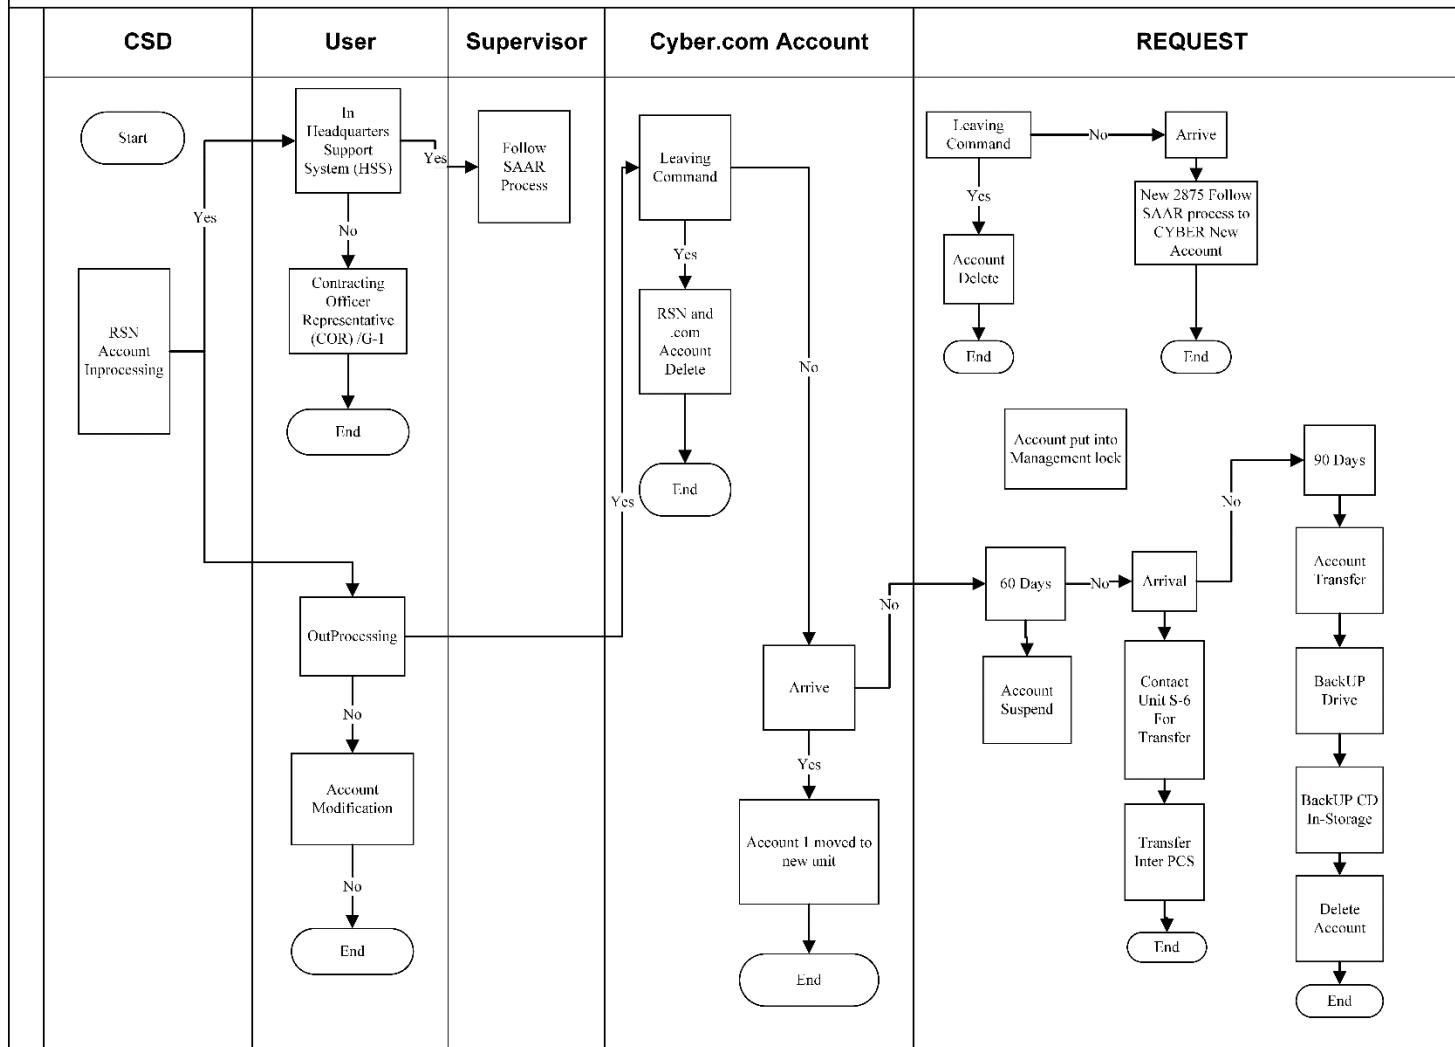 CSD
User
Supervisor
Cyber.com Account
REQUEST
Start
Yes
RSN
Account
Inprocessing
In
Headquarters
Support
System (HSS)
Yes
No
Contracting
Officer
Representative
(COR) /G-1
End
OutProcessing
No
Account
Modification
No
End
Follow
SAAR
Process
Yes
Leaving
Command
Yes
RSN and
.com
Account
Delete
End
No
Arrive
No
Yes
Account 1 moved to
new unit
End
Leaving
Command
No
Arrive
Yes
Account
Delete
End
New 2875 Follow
SAAR process to
CYBER New
Account
End
Account put into
Management lock
60 Days
No
Account
Suspend
Arrival
No
Contact
Unit S-6
For
Transfer
Transfer
Inter PCS
End
90 Days
Account
Transfer
BackUP
Drive
BackUP CD
In-Storage
Delete
Account
End